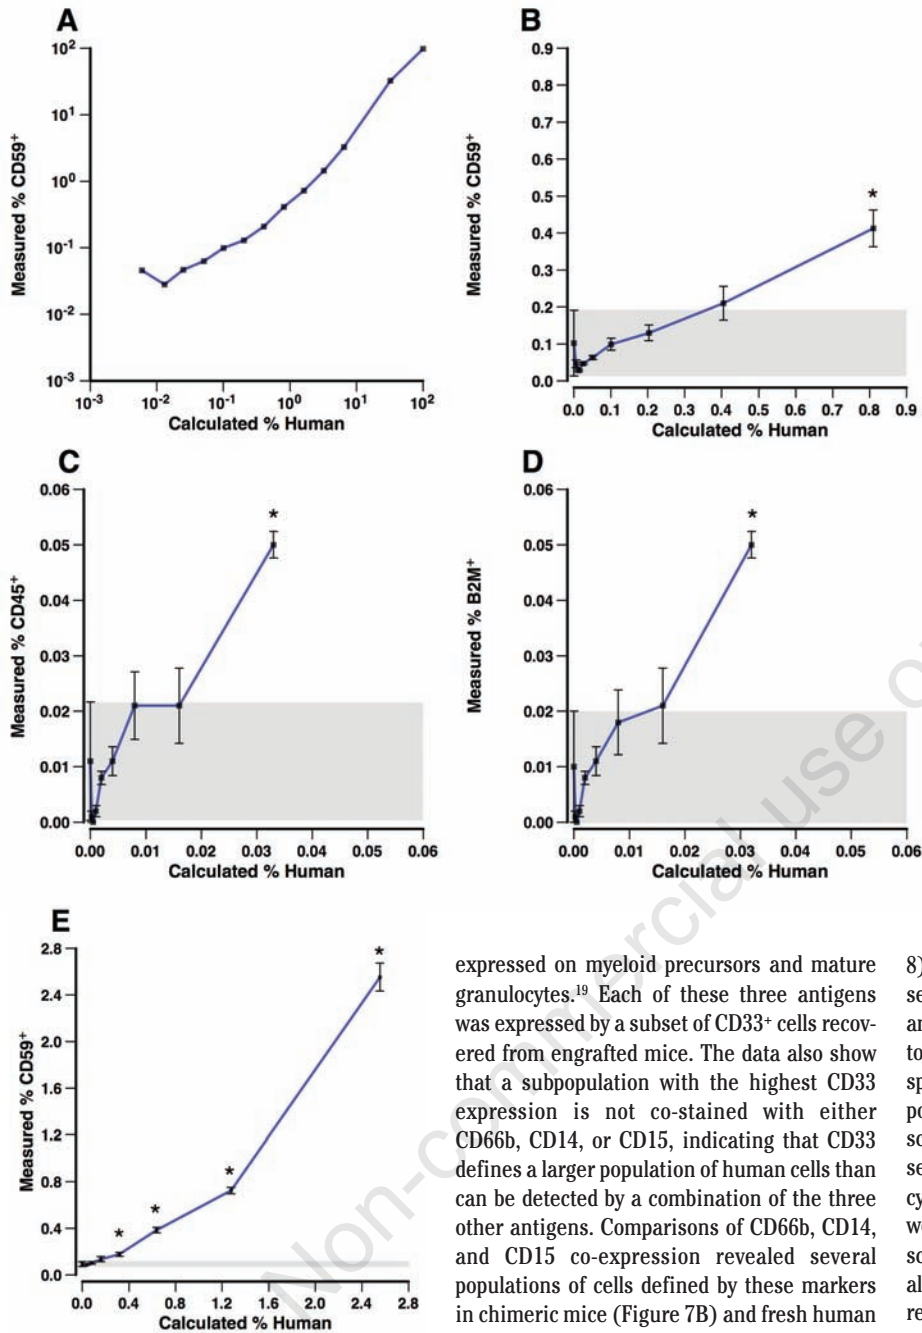 A
10²
10¹
10⁰
10⁻¹
10⁻²
10⁻³
Measured % CD59⁺
10⁻³ 10⁻² 10⁻¹ 10⁰ 10¹ 10²
Calculated % Human
B
0.9
0.8
0.7
0.6
0.5
0.4
0.3
0.2
0.1
0.0
Measured % CD59⁺
*
0.0 0.1 0.2 0.3 0.4 0.5 0.6 0.7 0.8 0.9
Calculated % Human
C
0.06
0.05
0.04
0.03
0.02
0.01
0.00
Measured % CD45⁺
*
0.00 0.01 0.02 0.03 0.04 0.05 0.06
Calculated % Human
D
0.06
0.05
0.04
0.03
0.02
0.01
0.00
Measured % B2M⁺
*
0.00 0.01 0.02 0.03 0.04 0.05 0.06
Calculated % Human
E
2.8
2.4
2.0
1.6
1.2
0.8
0.4
0.0
Measured % CD59⁺
* * * *
0.0 0.4 0.8 1.2 1.6 2.0 2.4 2.8
Calculated % Human
expressed on myeloid precursors and mature
granulocytes.¹⁹ Each of these three antigens
was expressed by a subset of CD33⁺ cells recov-
ered from engrafted mice. The data also show
that a subpopulation with the highest CD33
expression is not co-stained with either
CD66b, CD14, or CD15, indicating that CD33
defines a larger population of human cells than
can be detected by a combination of the three
other antigens. Comparisons of CD66b, CD14,
and CD15 co-expression revealed several
populations of cells defined by these markers
in chimeric mice (Figure 7B) and fresh human
8)
Non-commercial use